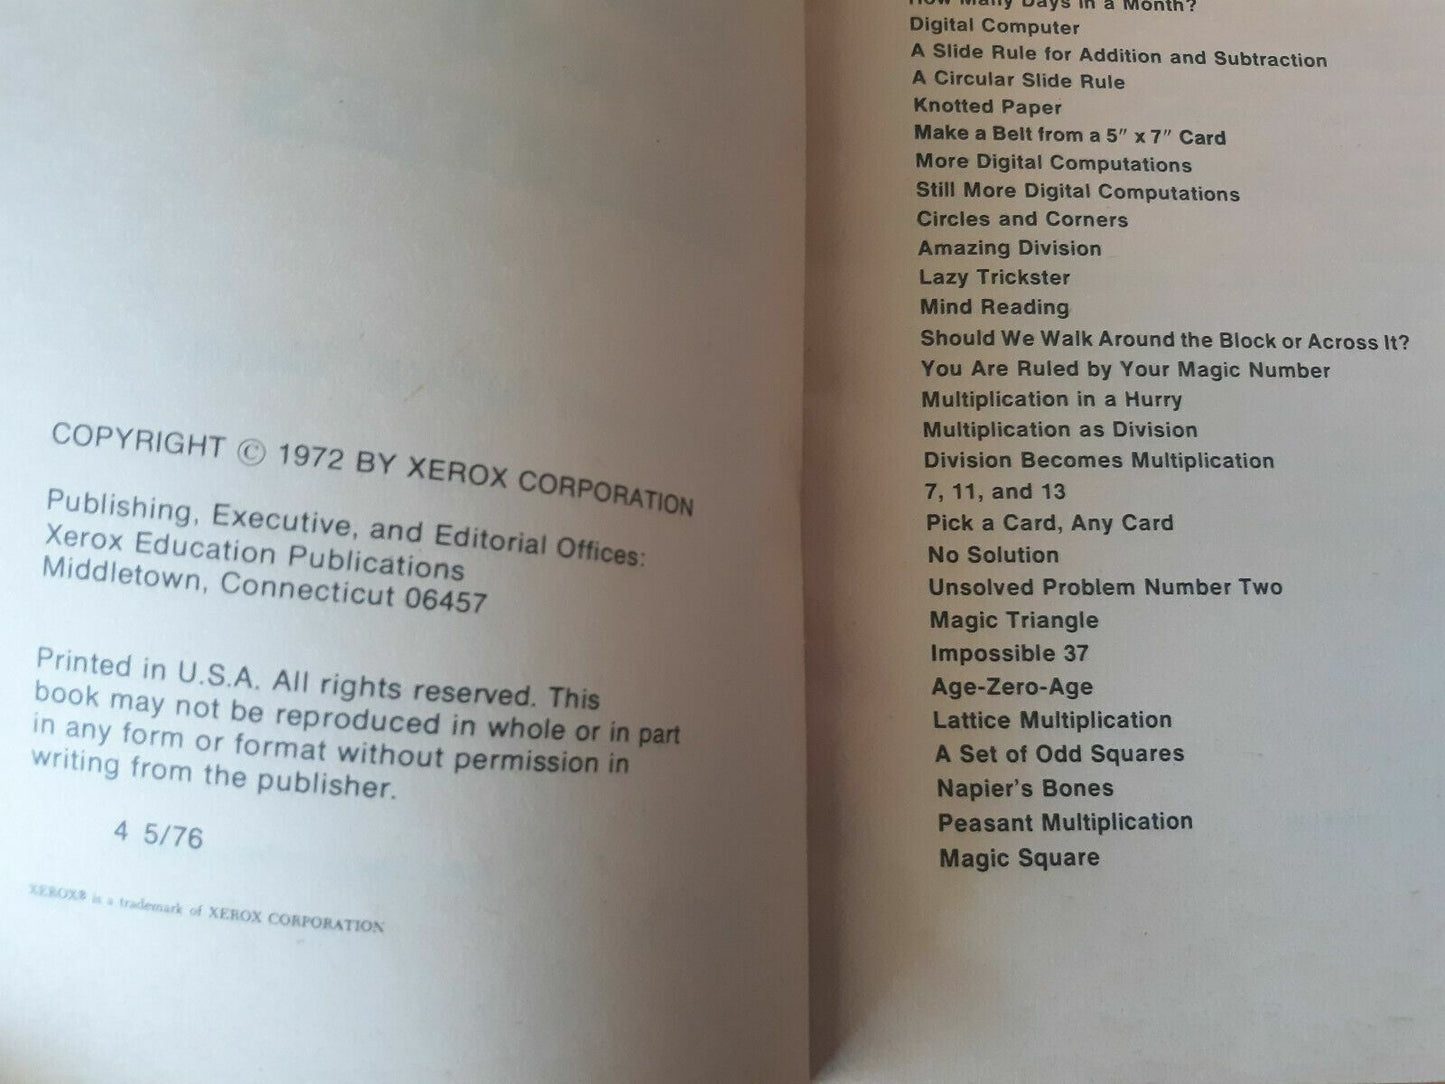 COPYRIGHT © 1972 BY XEROX CORPORATION
Publishing, Executive, and Editorial Offices:
Xerox Education Publications
Middletown, Connecticut 06457
Printed in U.S.A. All rights reserved. This
book may not be reproduced in whole or in part
in any form or format without permission in
writing from the publisher.
4 5/76
XEROX® is a trademark of XEROX CORPORATION
How Many Days in a Month?
Digital Computer
A Slide Rule for Addition and Subtraction
A Circular Slide Rule
Knotted Paper
Make a Belt from a 5″ x 7″ Card
More Digital Computations
Still More Digital Computations
Circles and Corners
Amazing Division
Lazy Trickster
Mind Reading
Should We Walk Around the Block or Across It?
You Are Ruled by Your Magic Number
Multiplication in a Hurry
Multiplication as Division
Division Becomes Multiplication
7, 11, and 13
Pick a Card, Any Card
No Solution
Unsolved Problem Number Two
Magic Triangle
Impossible 37
Age-Zero-Age
Lattice Multiplication
A Set of Odd Squares
Napier's Bones
Peasant Multiplication
Magic Square